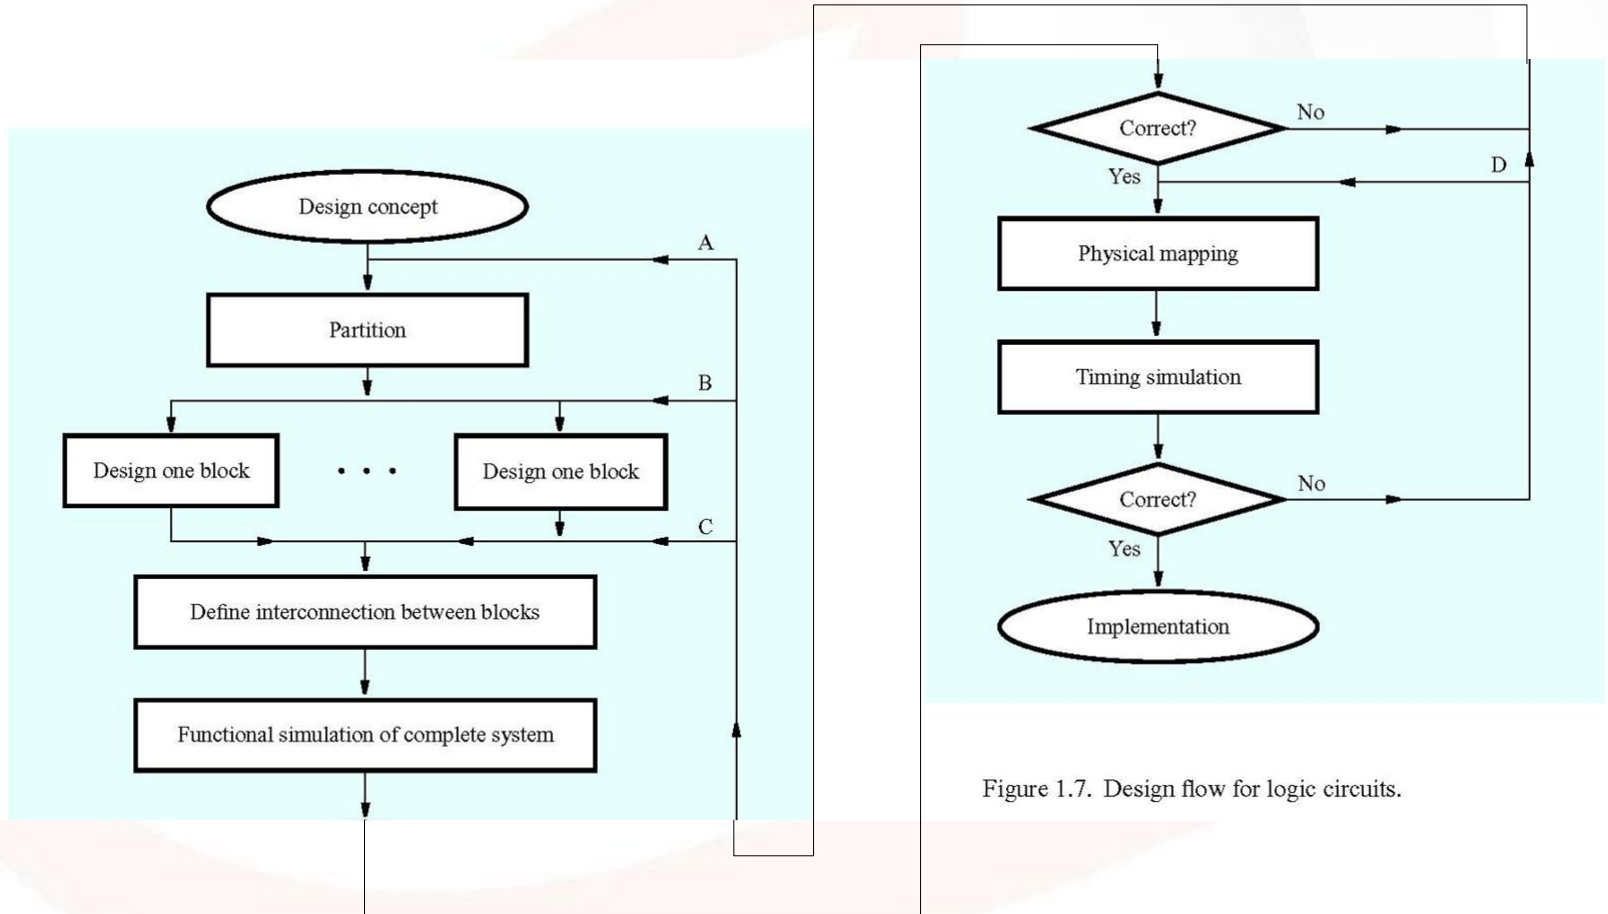 Design concept
A
Partition
B
Design one block
. . .
Design one block
C
Define interconnection between blocks
Functional simulation of complete system
Correct?
No
Yes
D
Physical mapping
Timing simulation
Correct?
No
Yes
Implementation
Figure 1.7. Design flow for logic circuits.